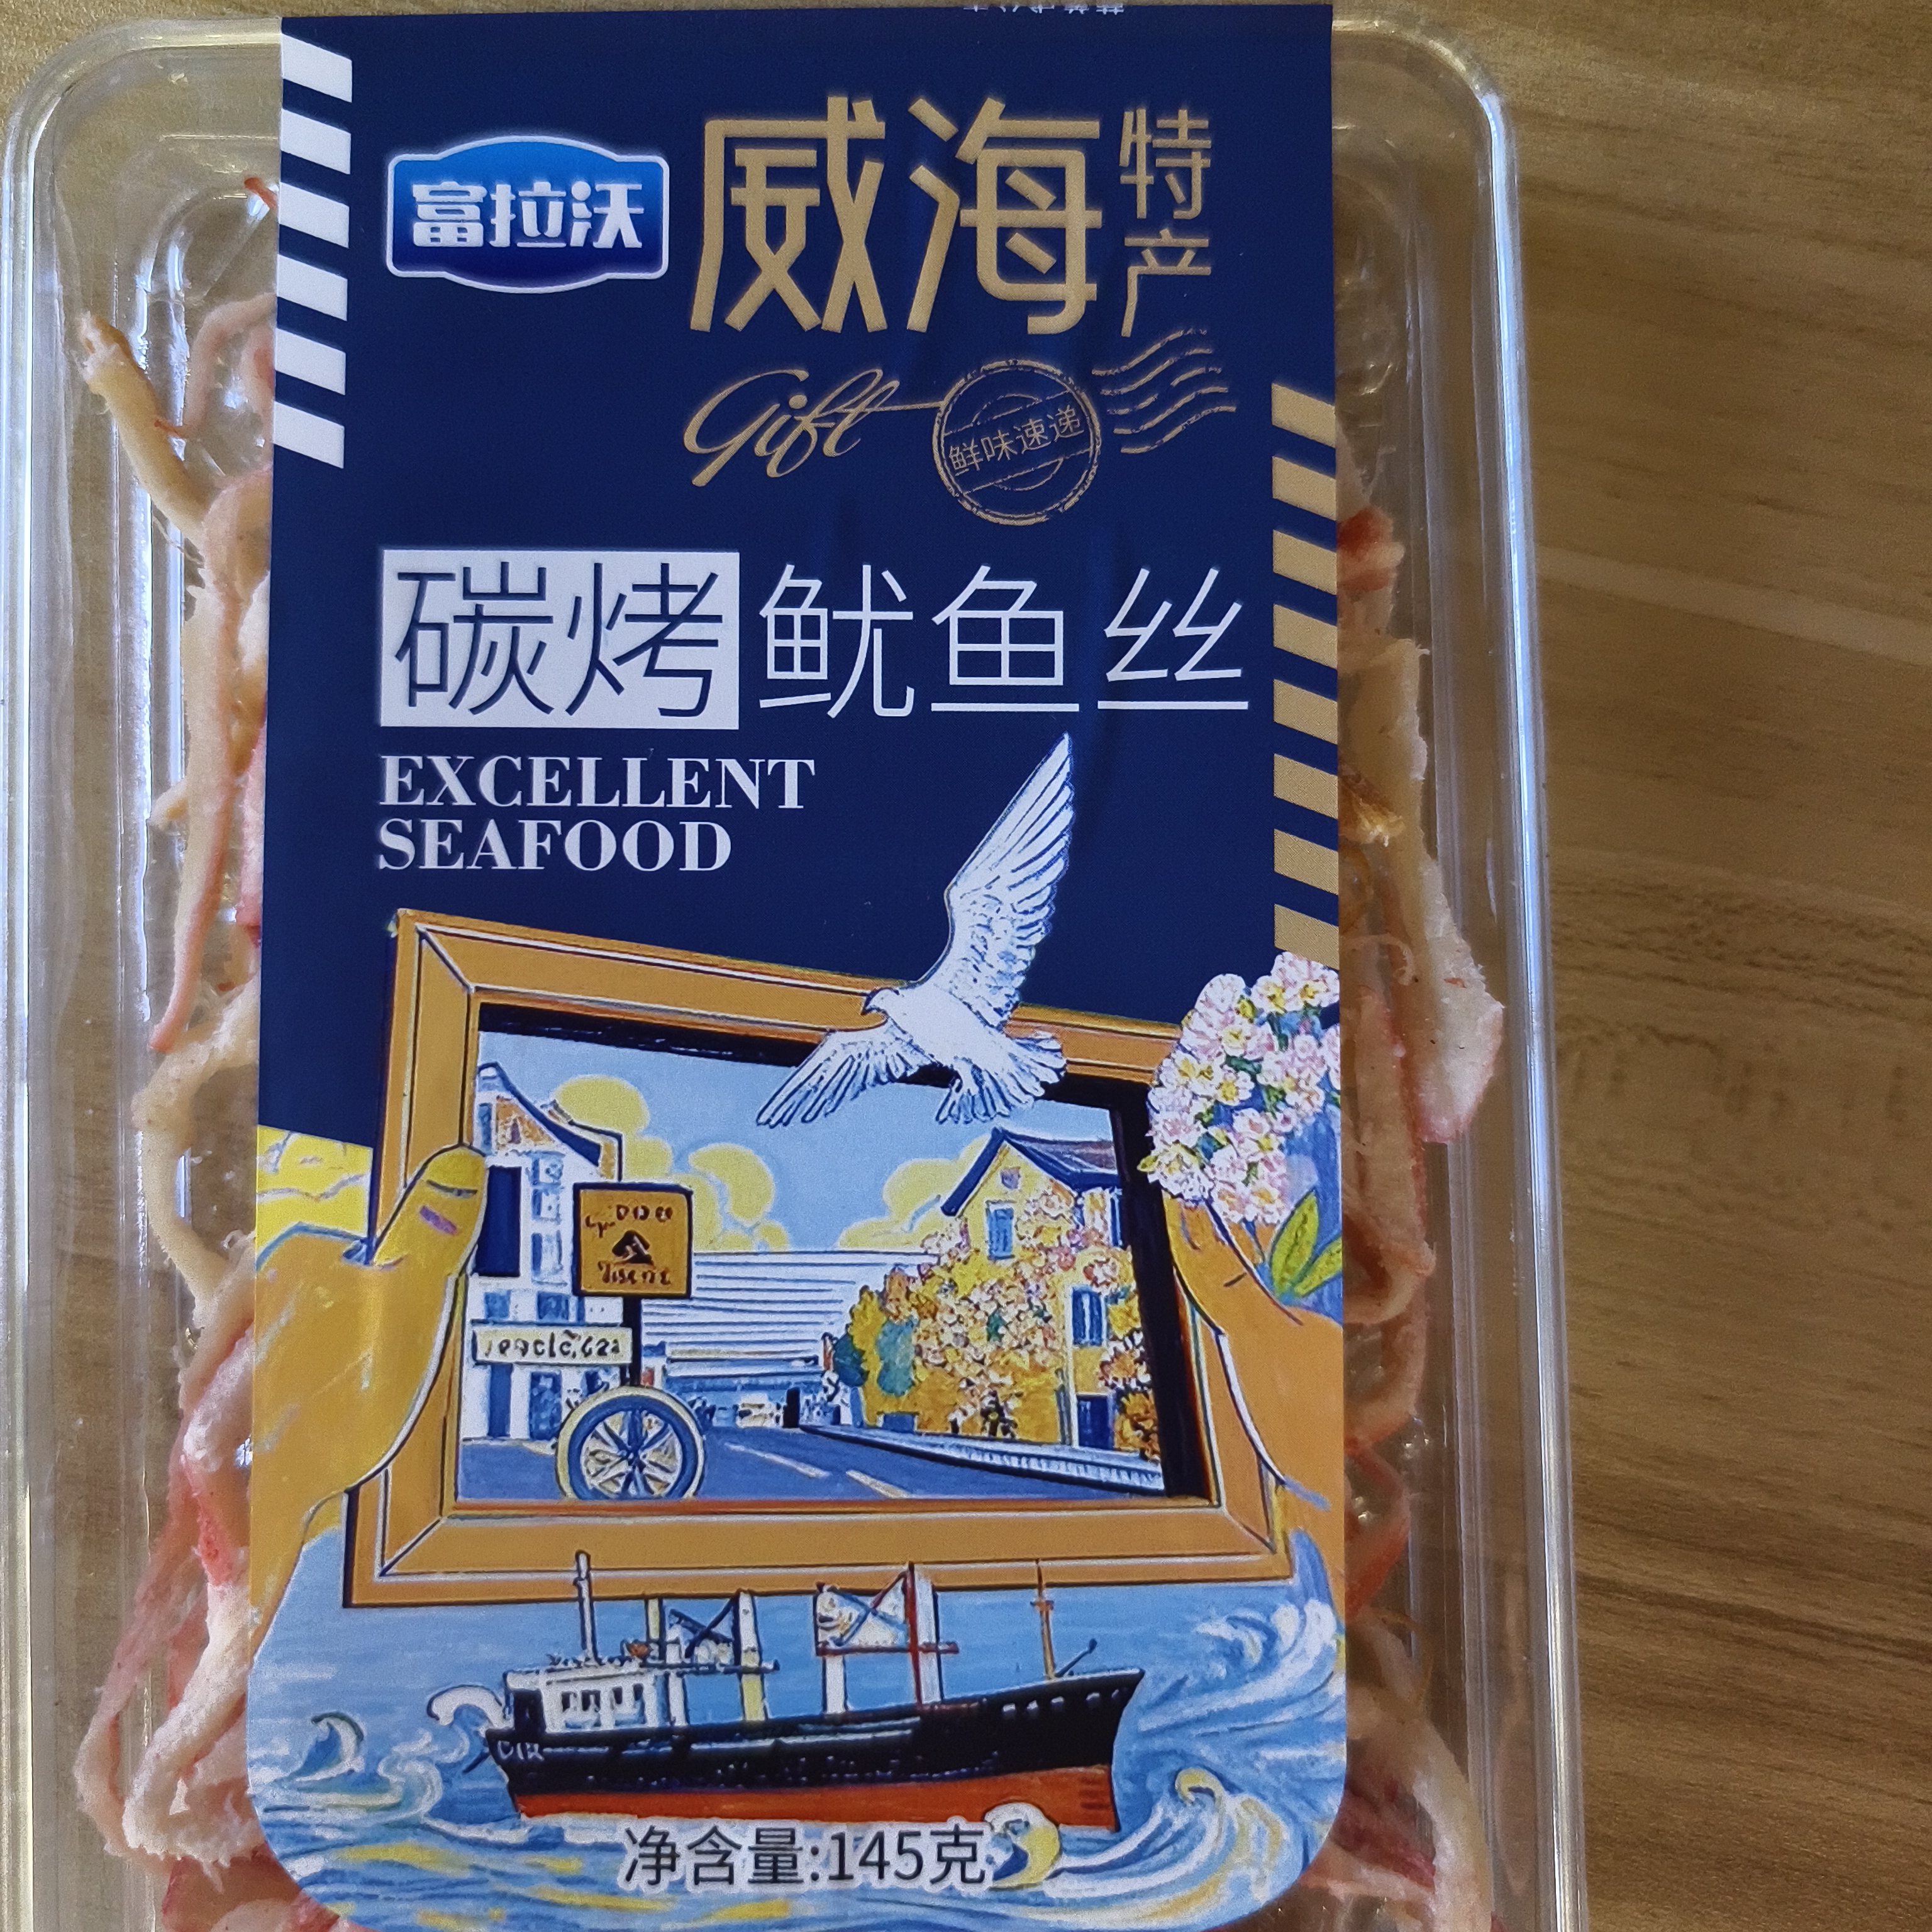 富拉沃
威海
特产
Gift
鲜味速递
碳烤鱿鱼丝
EXCELLENT
SEAFOOD
净含量:145克